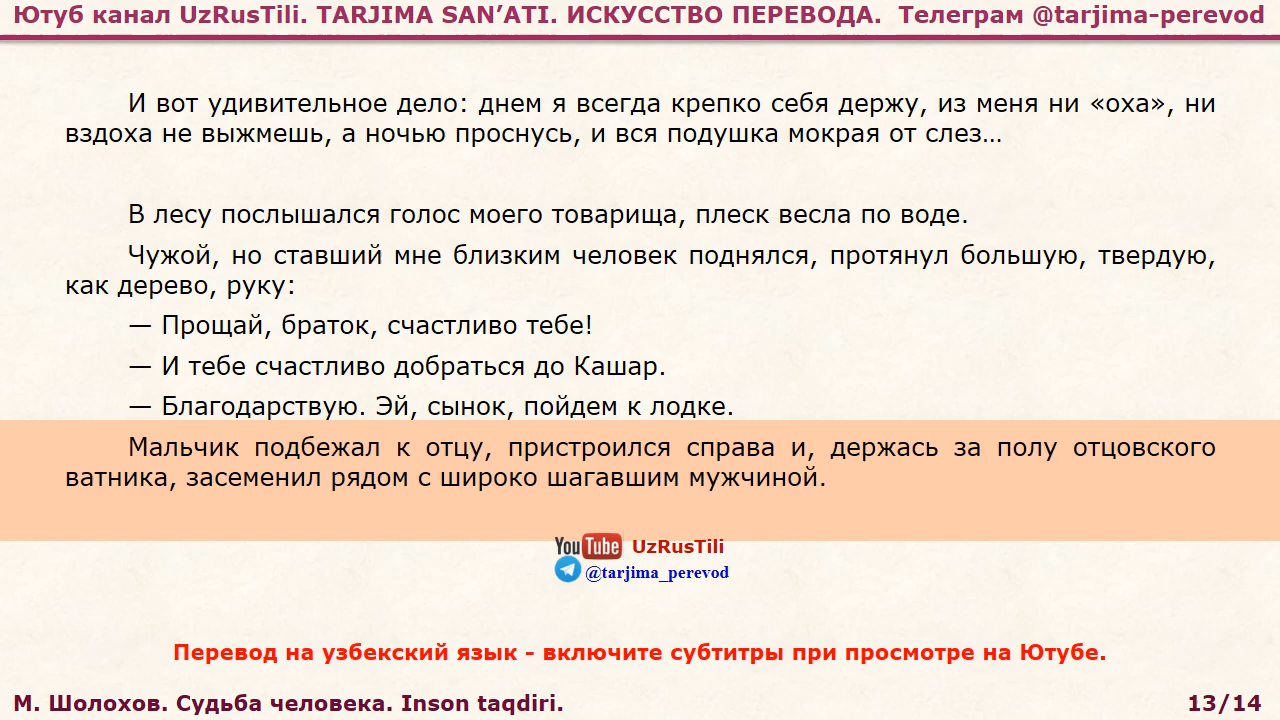 Ютуб канал UzRusTili. TARJIMA SAN’ATI. ИСКУССТВО ПЕРЕВОДА. Телеграм @tarjima-perevod
И вот удивительное дело: днем я всегда крепко себя держу, из меня ни «оха», ни
вздоха не выжмешь, а ночью проснусь, и вся подушка мокрая от слез…
В лесу послышался голос моего товарища, плеск весла по воде.
Чужой, но ставший мне близким человек поднялся, протянул большую, твердую,
как дерево, руку:
— Прощай, браток, счастливо тебе!
— И тебе счастливо добраться до Кашар.
— Благодарствую. Эй, сынок, пойдем к лодке.
Мальчик подбежал к отцу, пристроился справа и, держась за полу отцовского
ватника, засеменил рядом с широко шагавшим мужчиной.
YouTube UzRusTili
@tarjima_perevod
Перевод на узбекский язык - включите субтитры при просмотре на Ютубе.
М. Шолохов. Судьба человека. Inson taqdiri. 13/14